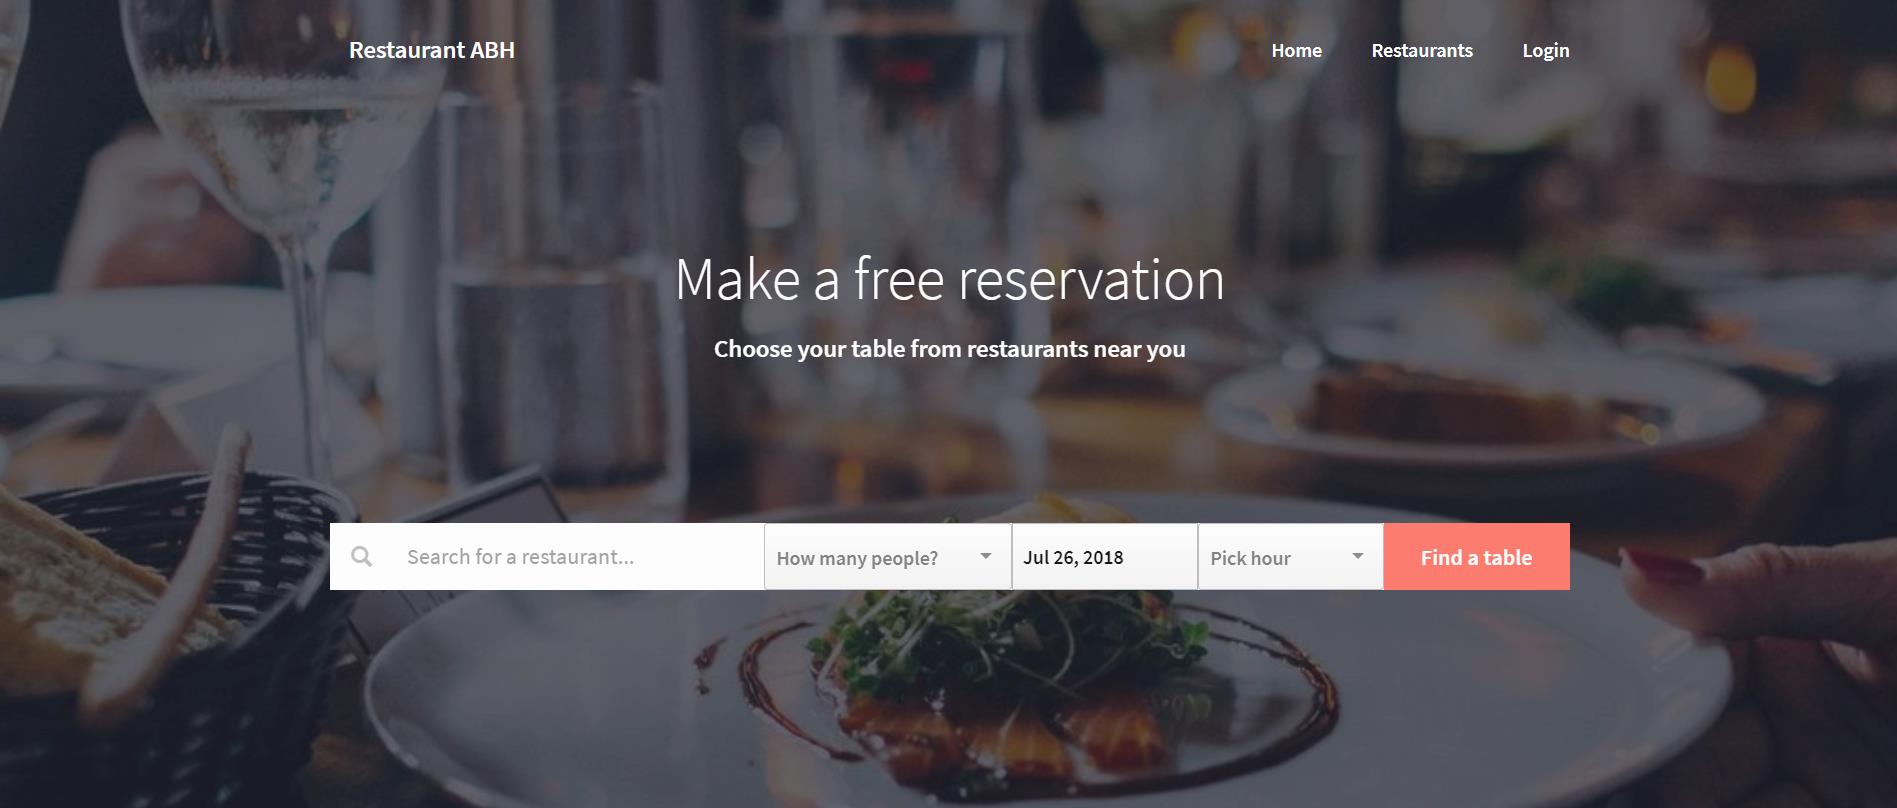 Restaurant ABH
Home Restaurants Login
Make a free reservation
Choose your table from restaurants near you
Search for a restaurant... How many people? Jul 26, 2018 Pick hour Find a table